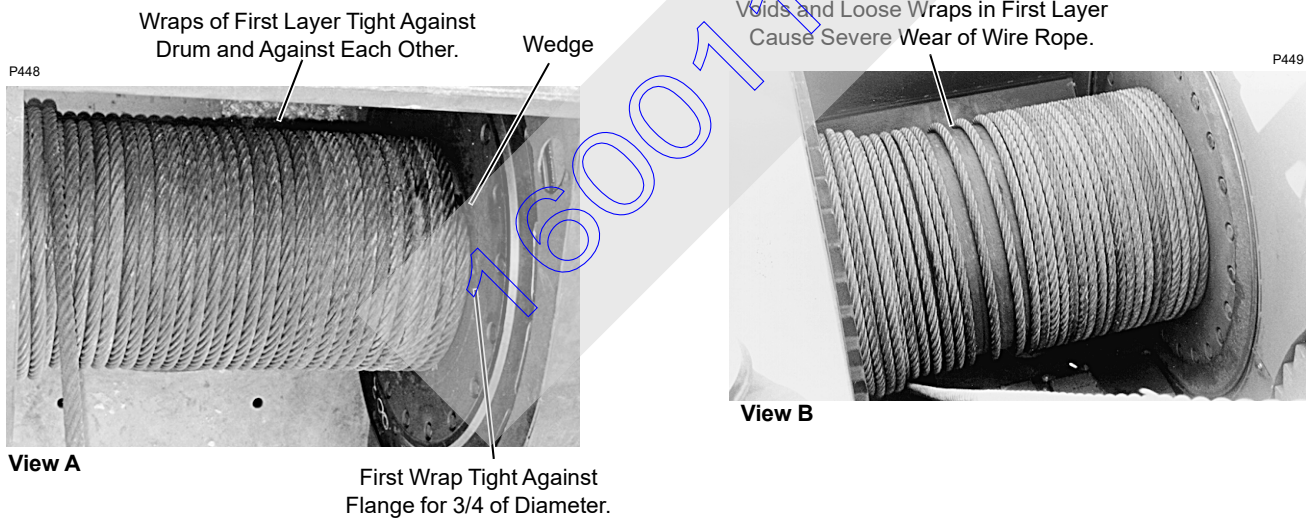 Wraps of First Layer Tight Against
Drum and Against Each Other.
Wedge
P448
View A
First Wrap Tight Against
Flange for 3/4 of Diameter.
Voids and Loose Wraps in First Layer
Cause Severe Wear of Wire Rope.
P449
View B